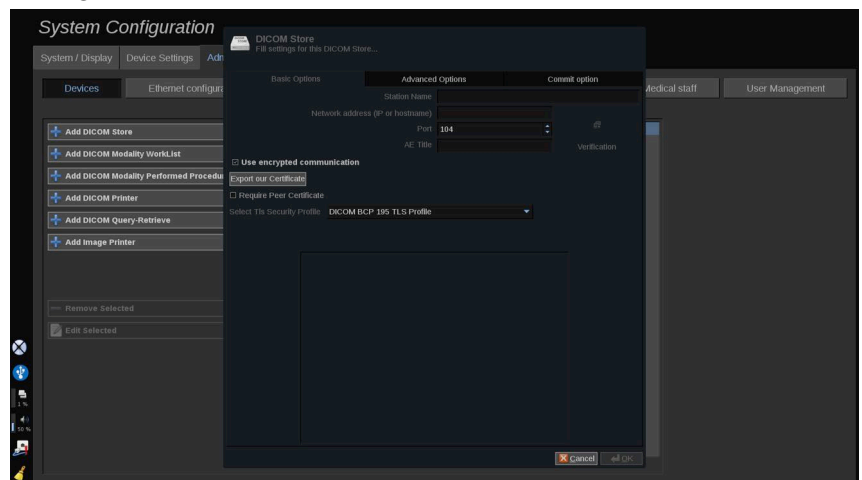 System Configuration
System / Display
Device Settings
Devices
Ethernet configura
Medical staff
User Management
Add DICOM Store
Add DICOM Modality WorkList
Add DICOM Modality Performed Procedu
Add DICOM Printer
Add DICOM Query-Retrieve
Add Image Printer
Remove Selected
Edit Selected
1 %
50 %
DICOM Store
Fill settings for this DICOM Store...
Basic Options
Advanced Options
Commit option
Station Name
Network address (IP or hostname)
Port 104
AE Title
@
Verification
Use encrypted communication
Export our Certificate
Require Peer Certificate
Select Tls Security Profile DICOM BCP 195 TLS Profile
Cancel
OK